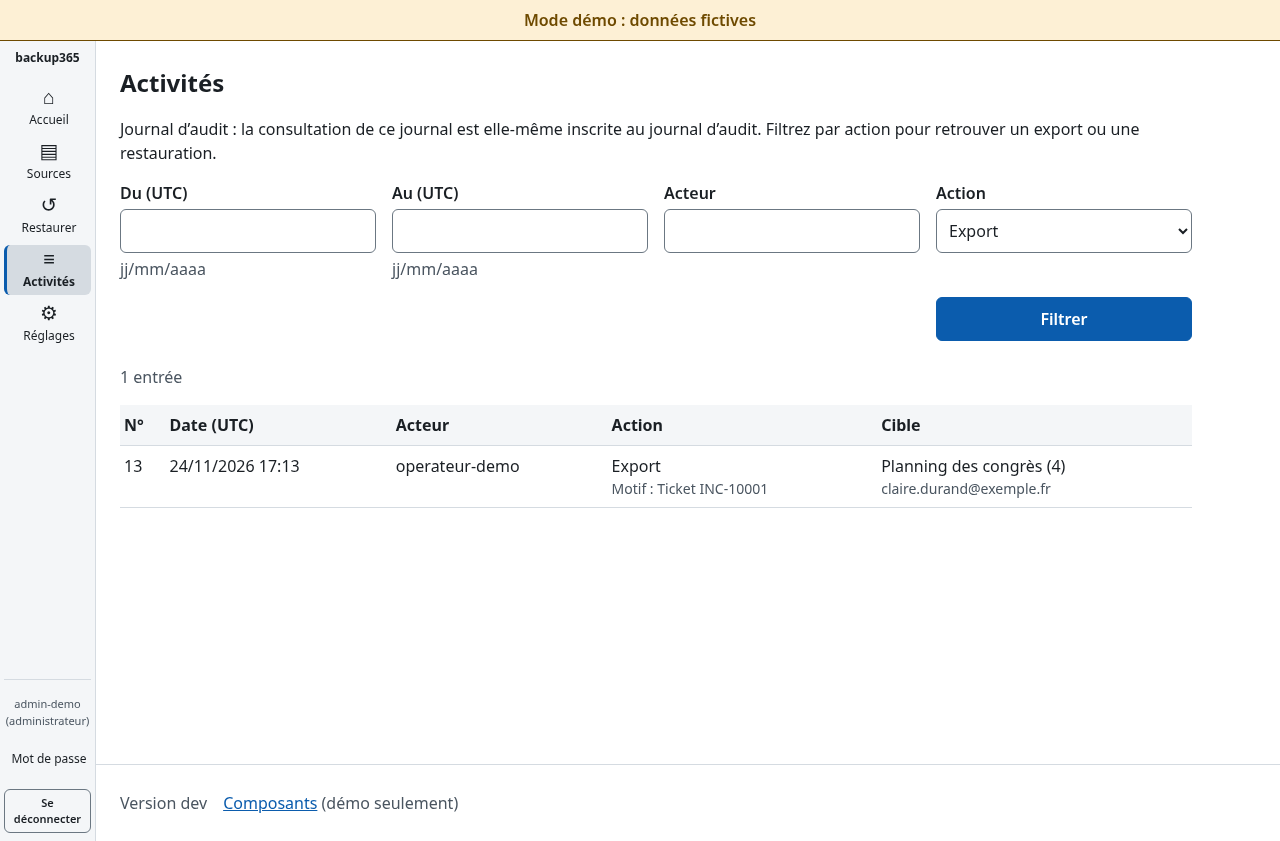 Mode démo : données fictives
backup365
Accueil
Sources
Restaurer
Activités
Réglages
admin-demo
(administrateur)
Mot de passe
Se
déconnecter
Activités
Journal d’audit : la consultation de ce journal est elle-même inscrite au journal d’audit. Filtrez par action pour retrouver un export ou une
restauration.
Du (UTC) Au (UTC) Acteur Action
Export
jj/mm/aaaa jj/mm/aaaa
Filtrer
1 entrée
N° Date (UTC) Acteur Action Cible
13 24/11/2026 17:13 operateur-demo Export Planning des congrès (4)
Motif : Ticket INC-10001 claire.durand@exemple.fr
Version dev Composants (démo seulement)